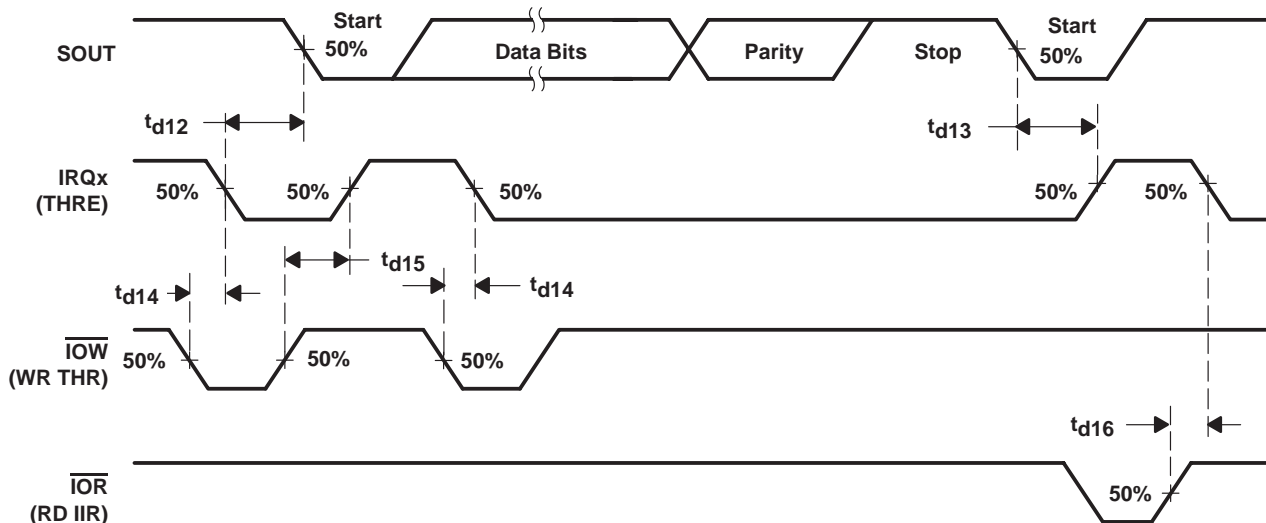 Start
Start
SOUT
50%
Data Bits
Parity
Stop
50%
td12
td13
IRQx
(THRE)
50%
50%
50%
50%
50%
td14
td15
td14
IOW
(WR THR)
50%
50%
50%
td16
IOR
(RD IIR)
50%